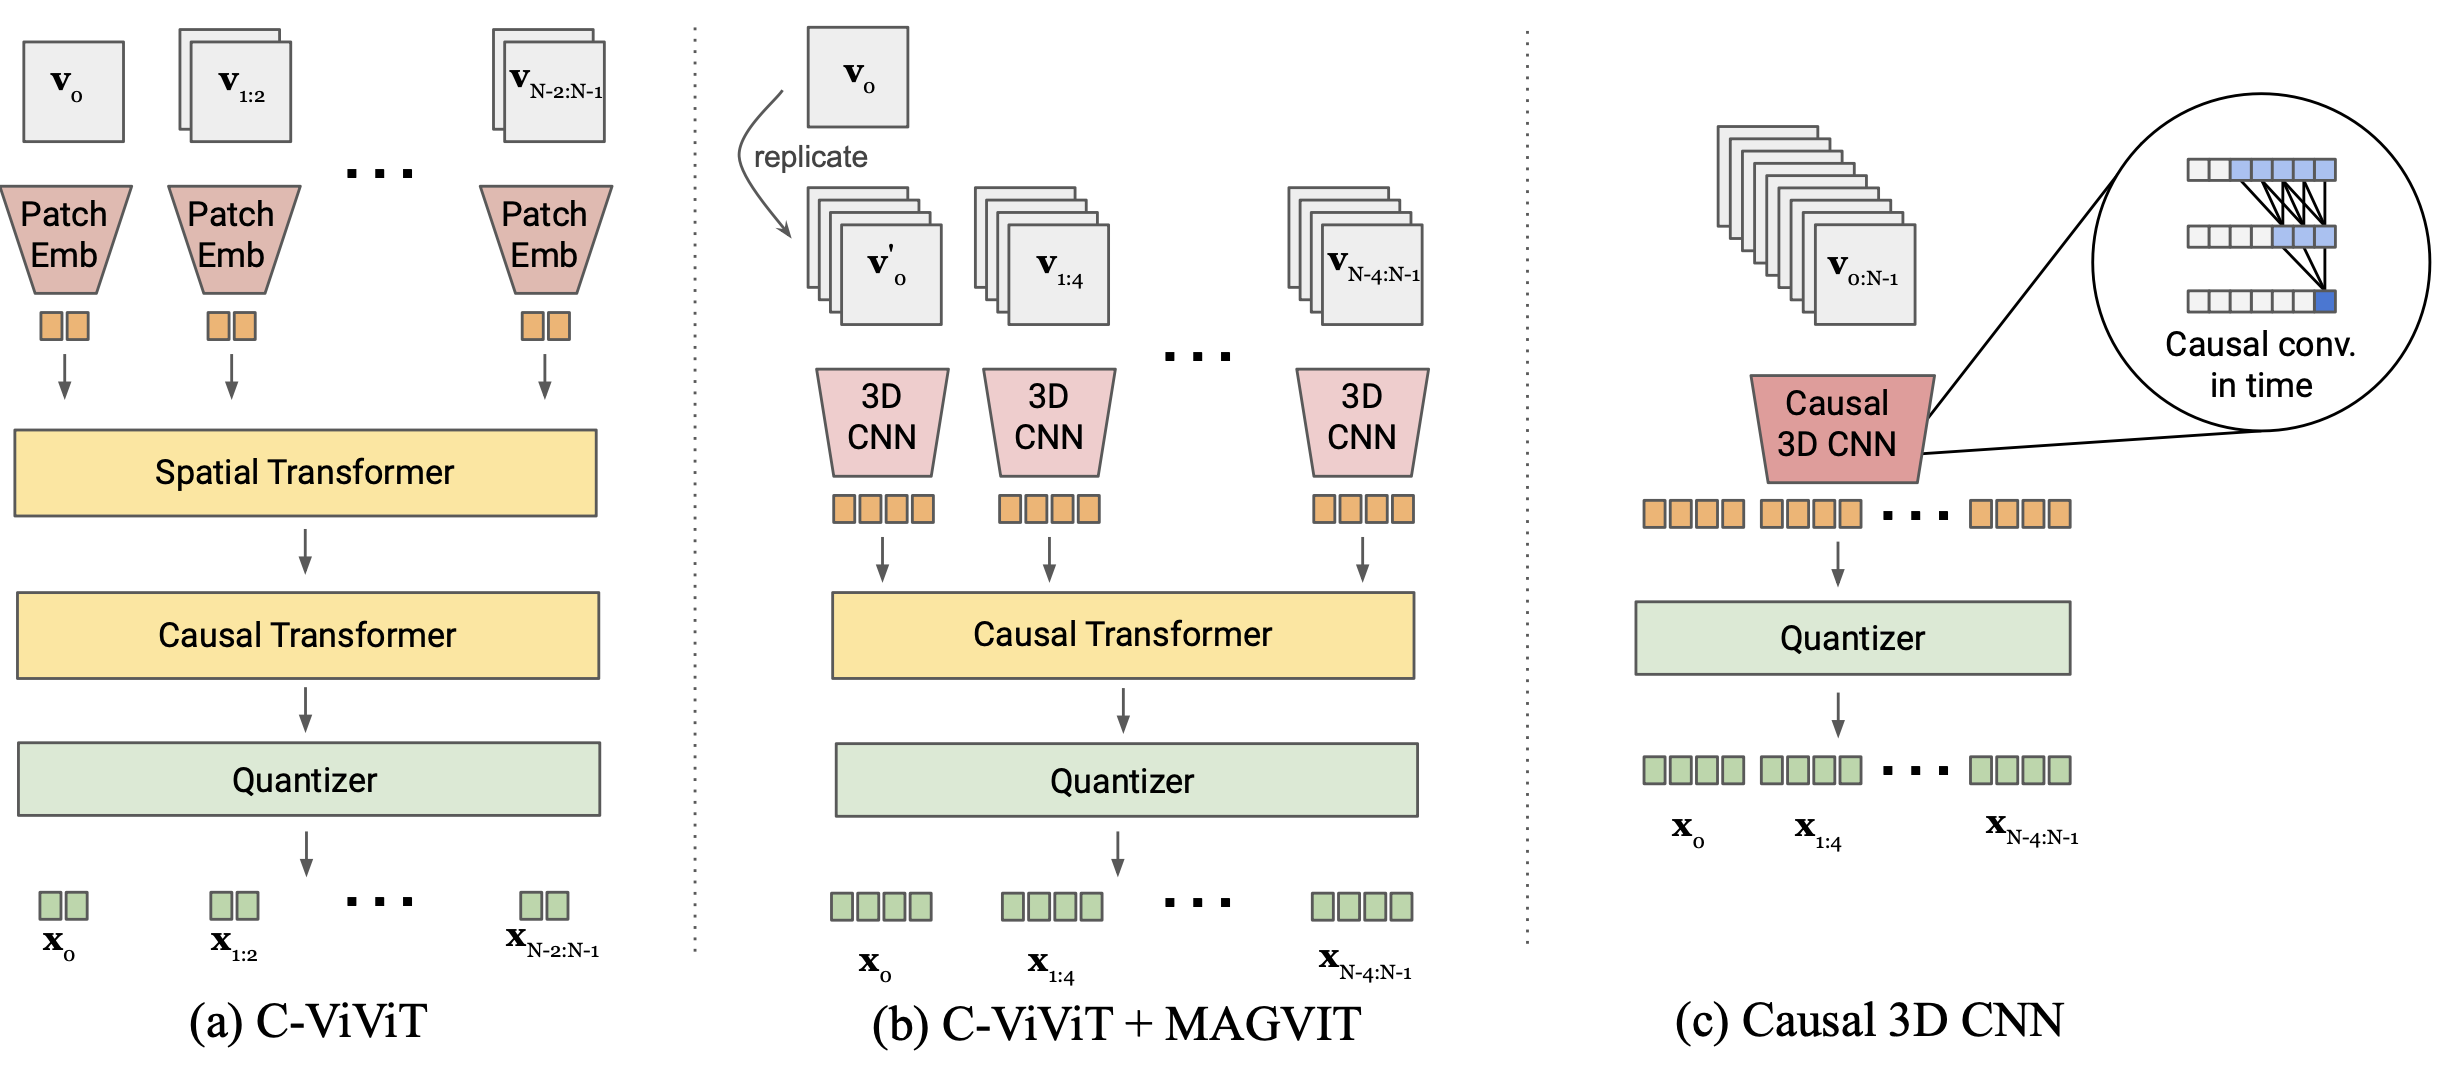 v0
v1:2
vN-2:N-1
Patch
Emb
Patch
Emb
Patch
Emb
Spatial Transformer
Causal Transformer
Quantizer
x0
x1:2
xN-2:N-1
(a) C-ViViT
v0
replicate
v'0
v1:4
vN-4:N-1
3D
CNN
3D
CNN
3D
CNN
Causal Transformer
Quantizer
x0
x1:4
xN-4:N-1
(b) C-ViViT + MAGVIT
v0:N-1
Causal
3D CNN
Causal conv.
in time
Quantizer
x0
x1:4
xN-4:N-1
(c) Causal 3D CNN